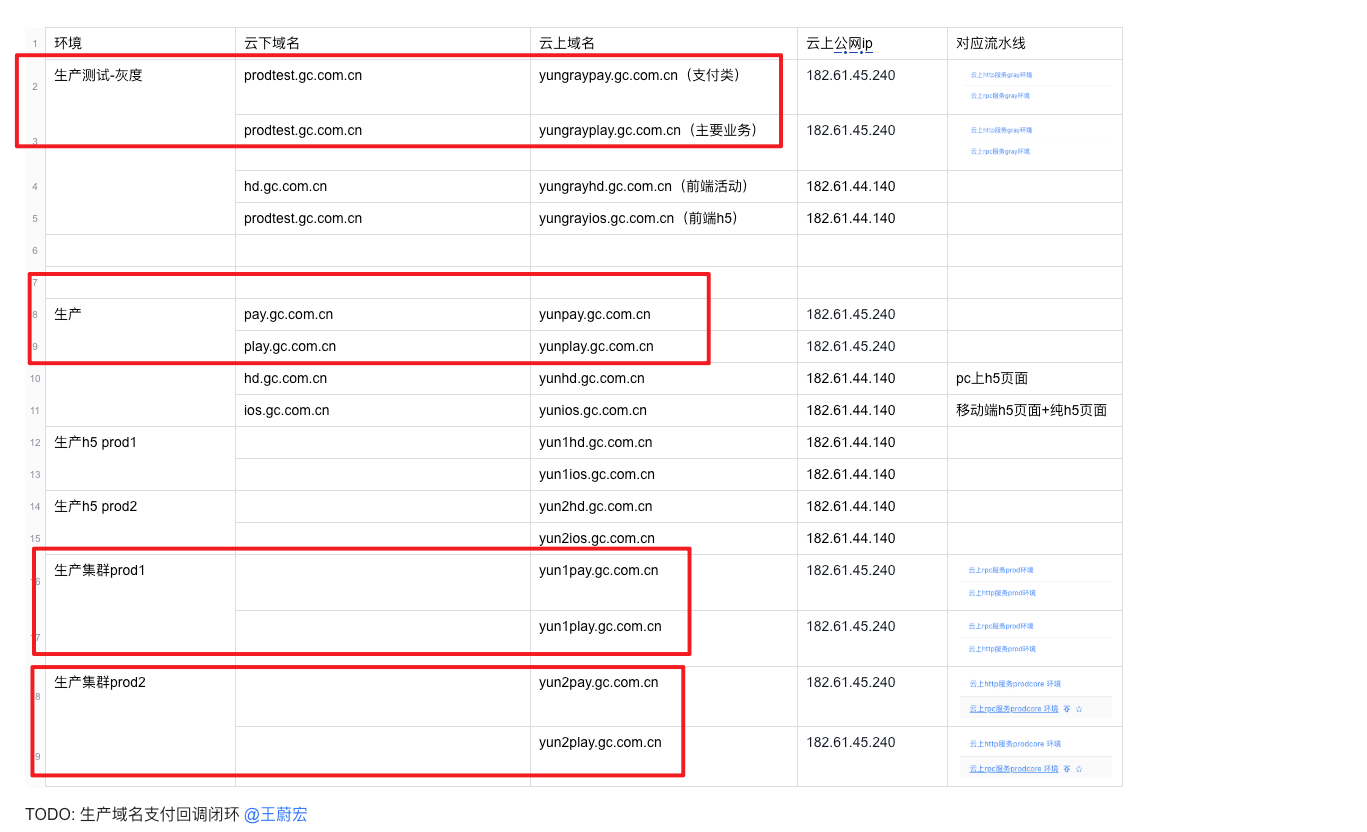 1 环境 云下域名 云上域名 云上公网ip 对应流水线
2 生产测试-灰度 prodtest.gc.com.cn yungraypay.gc.com.cn（支付类） 182.61.45.240 云上http服务gray环境
云上rpc服务gray环境
3 prodtest.gc.com.cn yungrayplay.gc.com.cn（主要业务） 182.61.45.240 云上http服务gray环境
云上rpc服务gray环境
4 hd.gc.com.cn yungrayhd.gc.com.cn（前端活动） 182.61.44.140
5 prodtest.gc.com.cn yungrayios.gc.com.cn（前端h5） 182.61.44.140
6
7
8 生产 pay.gc.com.cn yunpay.gc.com.cn 182.61.45.240
9 play.gc.com.cn yunplay.gc.com.cn 182.61.45.240
10 hd.gc.com.cn yunhd.gc.com.cn 182.61.44.140 pc上h5页面
11 ios.gc.com.cn yunios.gc.com.cn 182.61.44.140 移动端h5页面+纯h5页面
12 生产h5 prod1 yun1hd.gc.com.cn 182.61.44.140
13 yun1ios.gc.com.cn 182.61.44.140
14 生产h5 prod2 yun2hd.gc.com.cn 182.61.44.140
15 yun2ios.gc.com.cn 182.61.44.140
16 生产集群prod1 yun1pay.gc.com.cn 182.61.45.240 云上rpc服务prod环境
云上http服务prod环境
7 yun1play.gc.com.cn 182.61.45.240 云上rpc服务prod环境
云上http服务prod环境
8 生产集群prod2 yun2pay.gc.com.cn 182.61.45.240 云上http服务prodcore 环境
云上rpc服务prodcore 环境
9 yun2play.gc.com.cn 182.61.45.240 云上http服务prodcore 环境
云上rpc服务prodcore 环境
TODO: 生产域名支付回调闭环 @王蔚宏